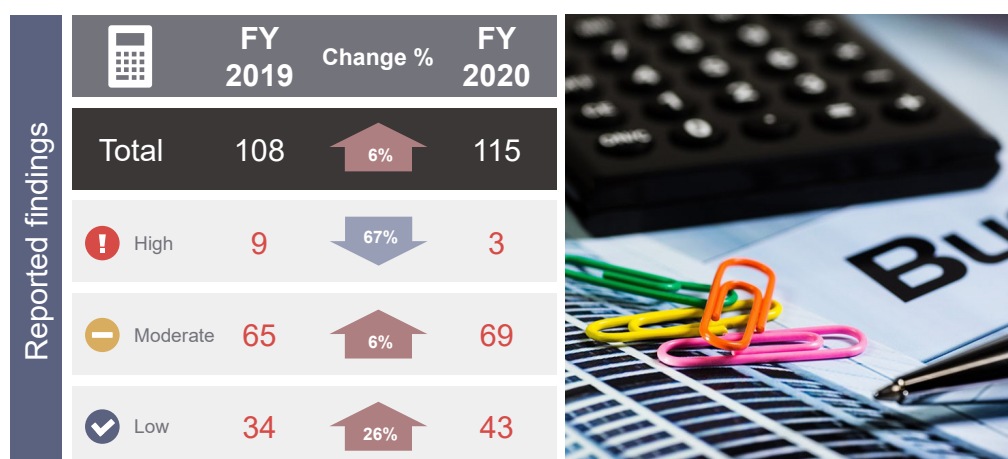 Reported findings
FY 2019 Change % FY 2020
Total 108 6% 115
High 9 67% 3
Moderate 65 6% 69
Low 34 26% 43
Bu